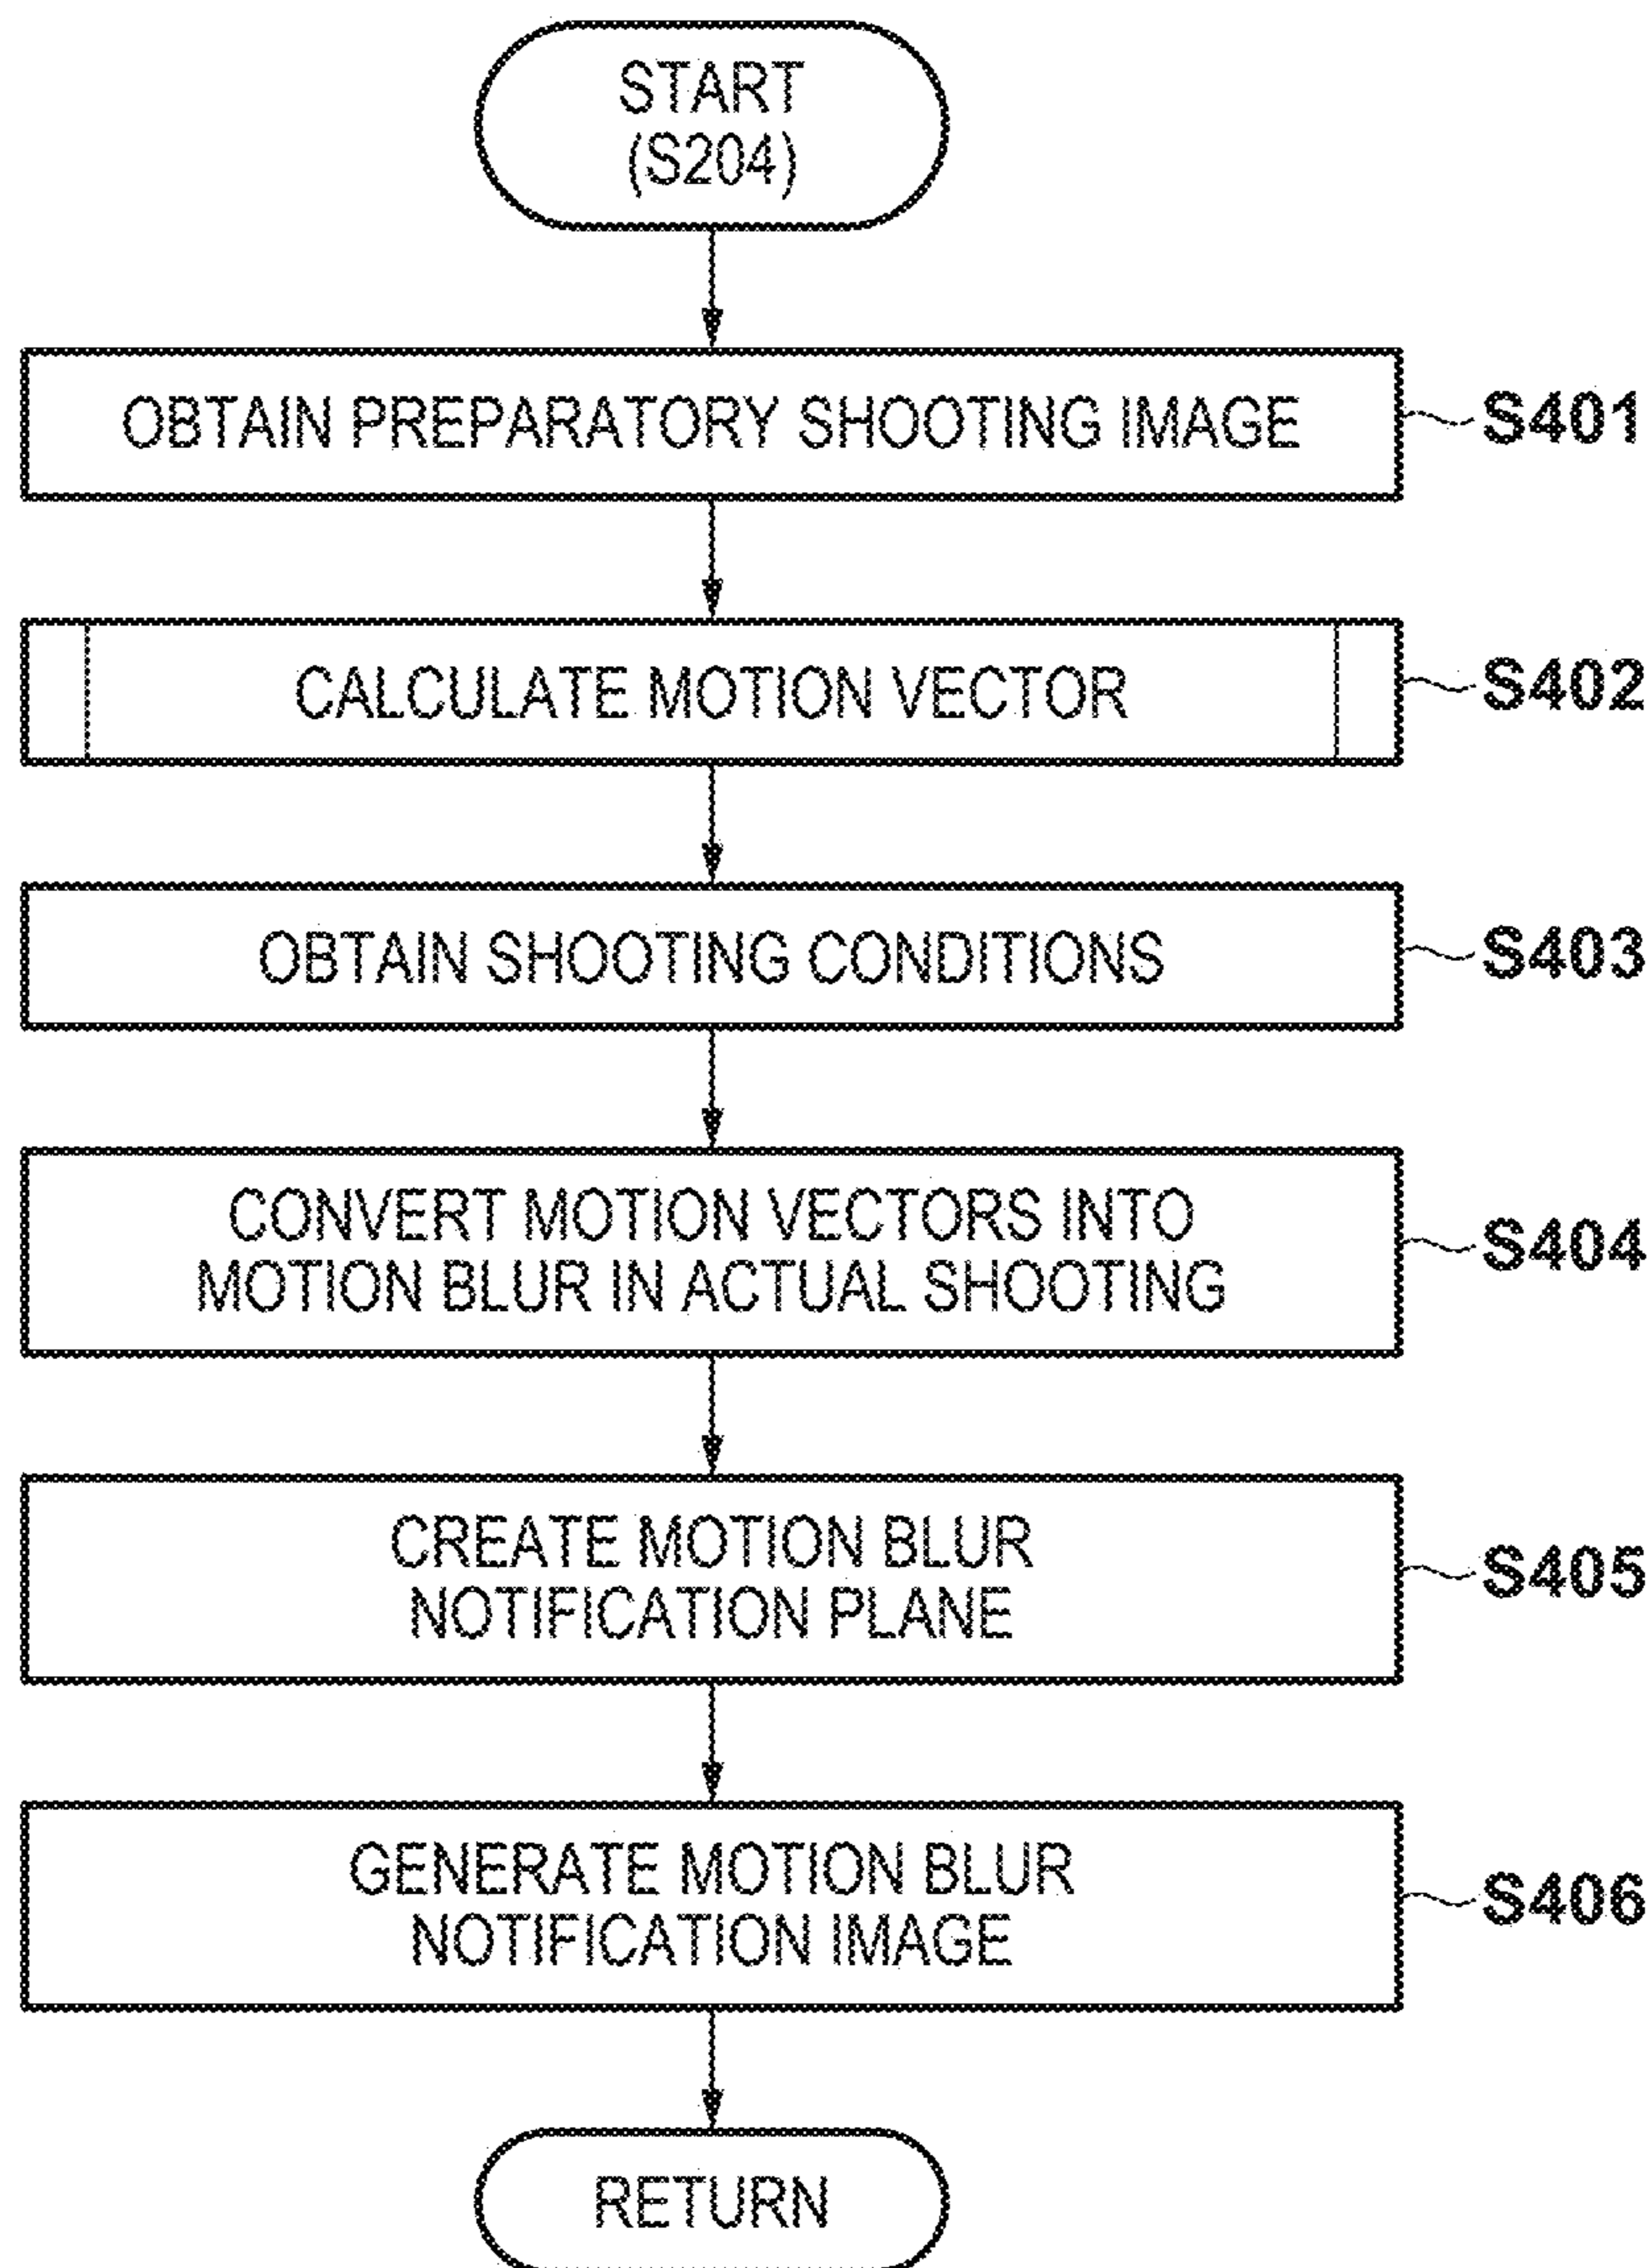 START
(S204)
OBTAIN PREPARATORY SHOOTING IMAGE
S401
CALCULATE MOTION VECTOR
S402
OBTAIN SHOOTING CONDITIONS
S403
CONVERT MOTION VECTORS INTO
MOTION BLUR IN ACTUAL SHOOTING
S404
CREATE MOTION BLUR
NOTIFICATION PLANE
S405
GENERATE MOTION BLUR
NOTIFICATION IMAGE
S406
RETURN